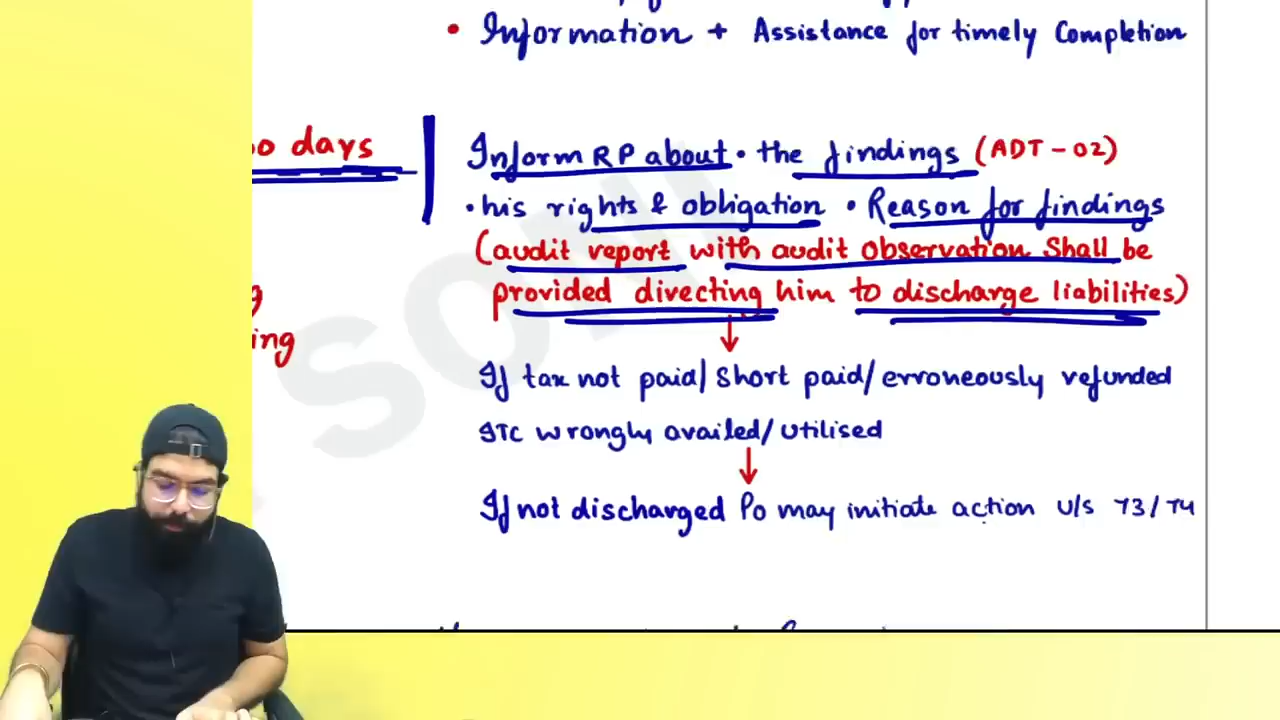 • Information + Assistance for timely Completion
days
Inform RP about • the findings (ADT-02)
• his rights & obligation • Reason for findings
(audit report with audit observation Shall be
provided directing him to discharge liabilities)
↓
If tax not paid/Short paid/erroneously refunded
ITC wrongly availed/utilised
↓
If not discharged PO may initiate action U/S 73/74